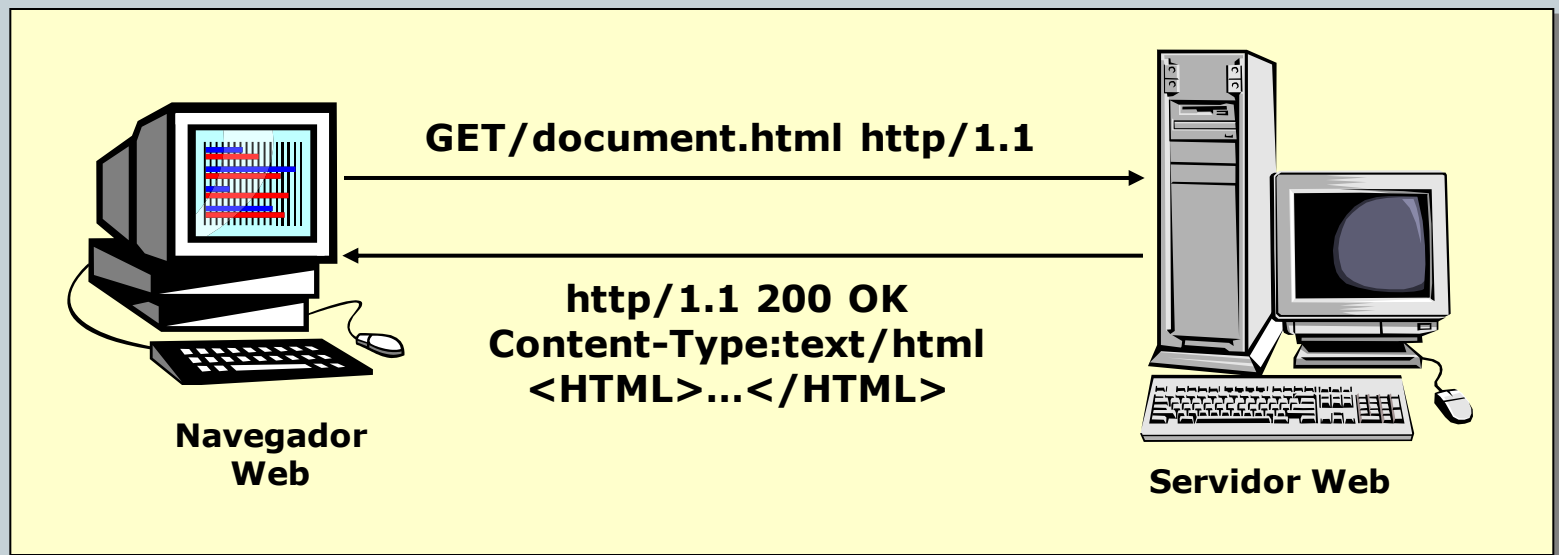 GET/document.html http/1.1
http/1.1 200 OK
Content-Type:text/html
<HTML>...</HTML>
Navegador
Web
Servidor Web